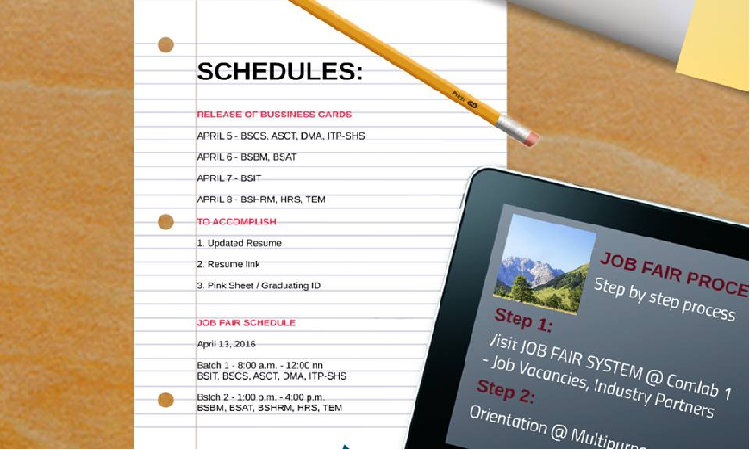 SCHEDULES:
RELEASE OF BUSSINESS CARDS
APRIL 5 - BSCS, ASCT, DMA, ITP-SHS
APRIL 6 - BSBM, BSAT
APRIL 7 - BSIT
APRIL 8 - BSHRM, HRS, TEM
TO ACCOMPLISH
1. Updated Resume
2. Resume link
3. Pink Sheet / Graduating ID
JOB FAIR SCHEDULE
April 13, 2016
Batch 1 - 8:00 a.m. - 12:00 nn
BSIT, BSCS, ASCT, DMA, ITP-SHS
Batch 2 - 1:00 p.m. - 4:00 p.m.
BSBM, BSAT, BSHRM, HRS, TEM
JOB FAIR PROCE
Step by step process
Step 1:
Visit JOB FAIR SYSTEM @ Comlab 1
- Job Vacancies, Industry Partners
Step 2:
Orientation @ Multipurpo